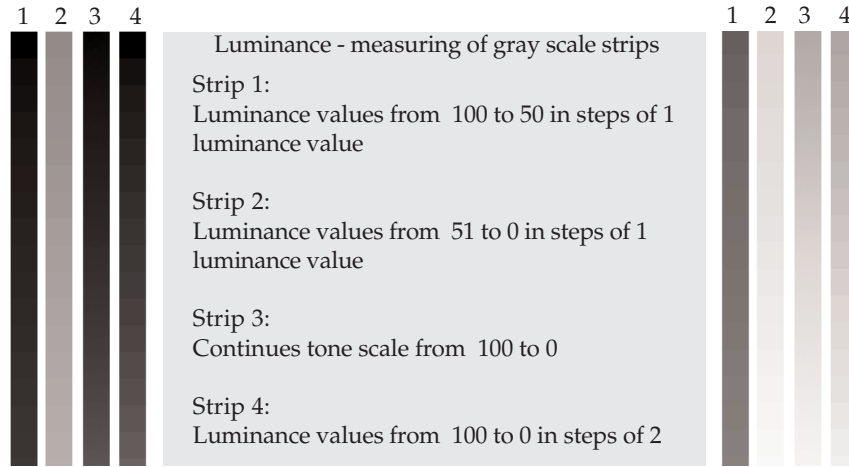 1 2 3 4
1 2 3 4
Luminance - measuring of gray scale strips
Strip 1:
Luminance values from 100 to 50 in steps of 1
luminance value
Strip 2:
Luminance values from 51 to 0 in steps of 1
luminance value
Strip 3:
Continues tone scale from 100 to 0
Strip 4:
Luminance values from 100 to 0 in steps of 2